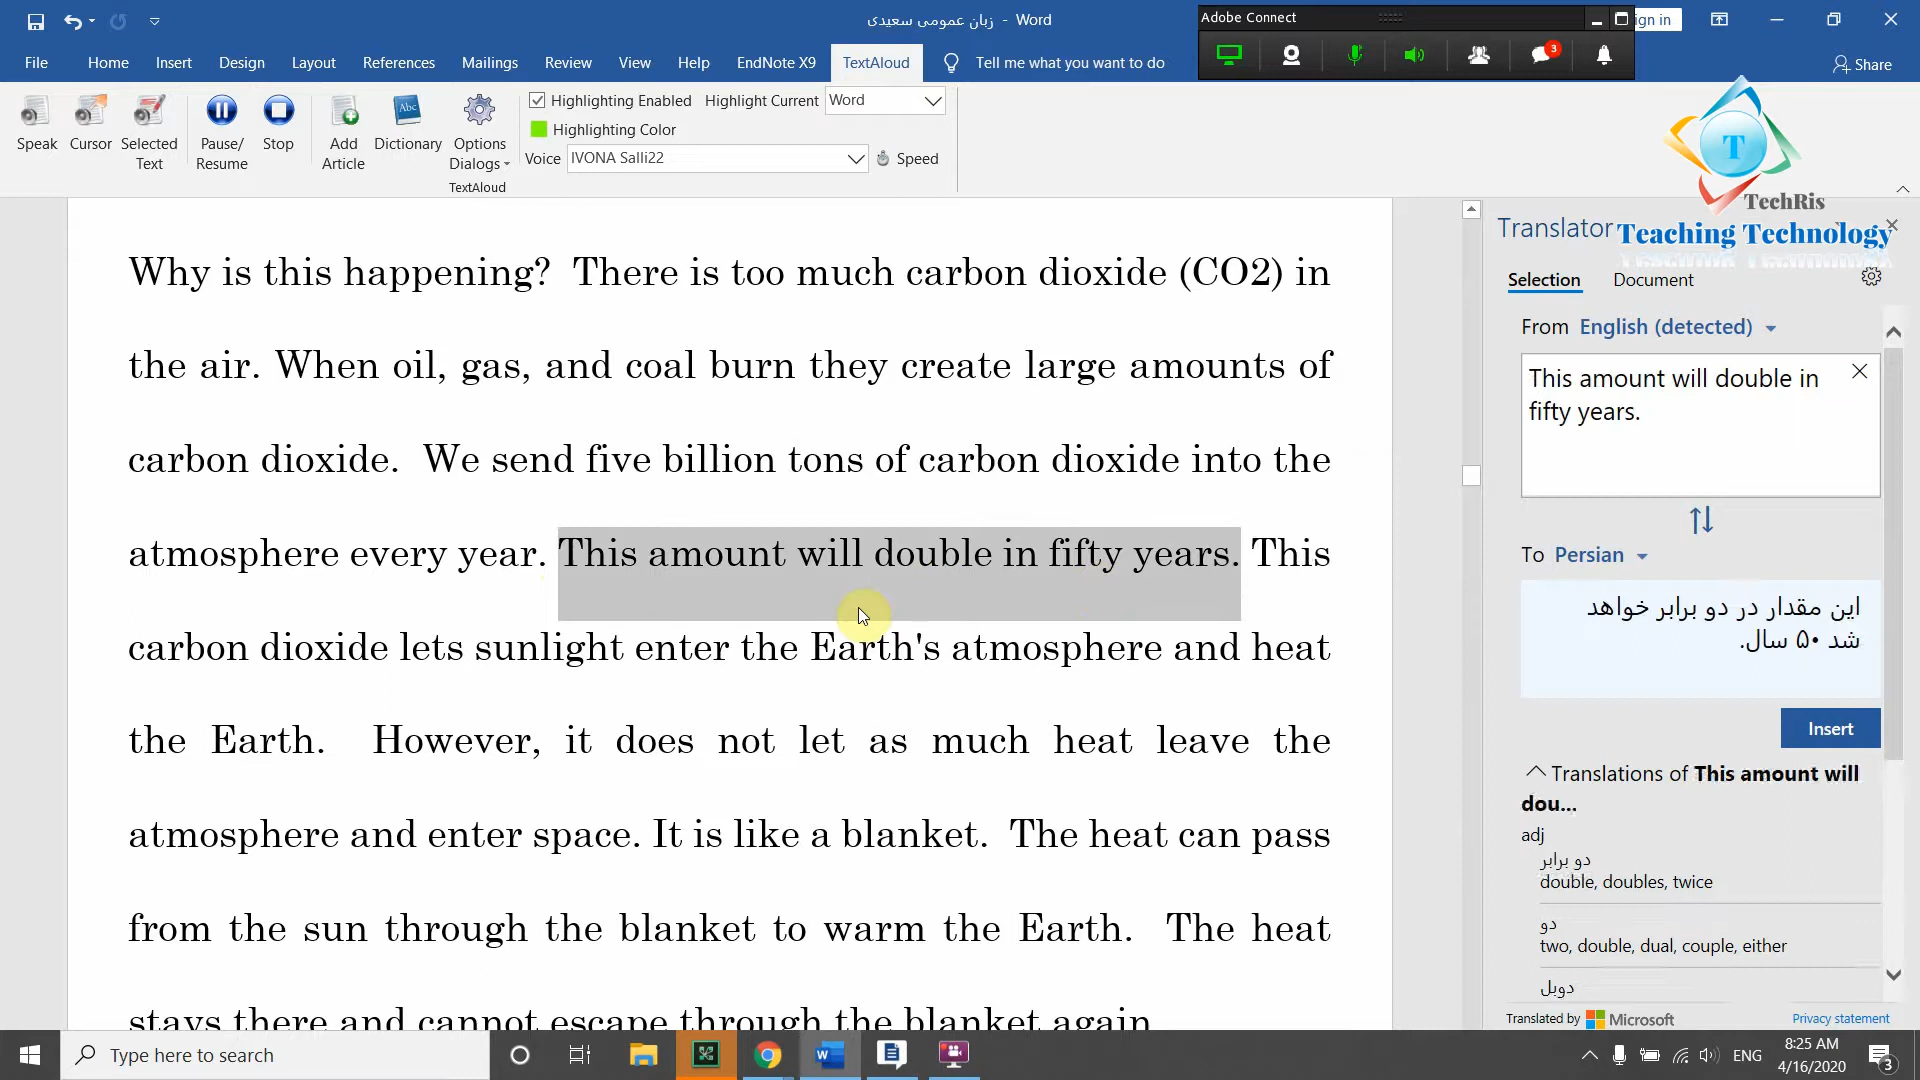 زبان عمومی سعیدی - Word
Adobe Connect
ign in
File Home Insert Design Layout References Mailings Review View Help EndNote X9 TextAloud Tell me what you want to do
3
Share
Speak Cursor Selected Text Pause/ Resume Stop Add Article Dictionary Options Dialogs
Highlighting Enabled Highlight Current Word
Highlighting Color
Voice IVONA Salli22 Speed
TextAloud
T
TechRis
Teaching Technology
Why is this happening?  There is too much carbon dioxide (CO2) in
the air. When oil, gas, and coal burn they create large amounts of
carbon dioxide.  We send five billion tons of carbon dioxide into the
atmosphere every year. This amount will double in fifty years. This
carbon dioxide lets sunlight enter the Earth's atmosphere and heat
the Earth.  However, it does not let as much heat leave the
atmosphere and enter space. It is like a blanket.  The heat can pass
from the sun through the blanket to warm the Earth.  The heat
stays there and cannot escape through the blanket again
Translator
Selection Document
From English (detected)
This amount will double in
fifty years.
To Persian
این مقدار در دو برابر خواهد
شد ۵۰ سال.
Insert
Translations of This amount will
dou...
adj
دو برابر
double, doubles, twice
دو
two, double, dual, couple, either
دوبل
Translated by Microsoft Privacy statement
Type here to search
ENG
8:25 AM
4/16/2020
3